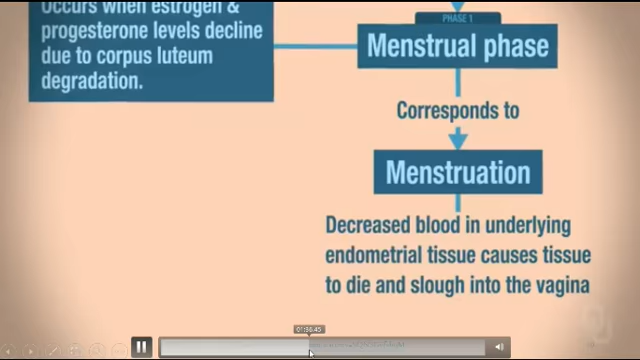 Occurs when estrogen &
progesterone levels decline
due to corpus luteum
degradation.
PHASE 1
Menstrual phase
Corresponds to
Menstruation
Decreased blood in underlying
endometrial tissue causes tissue
to die and slough into the vagina
01:38.45